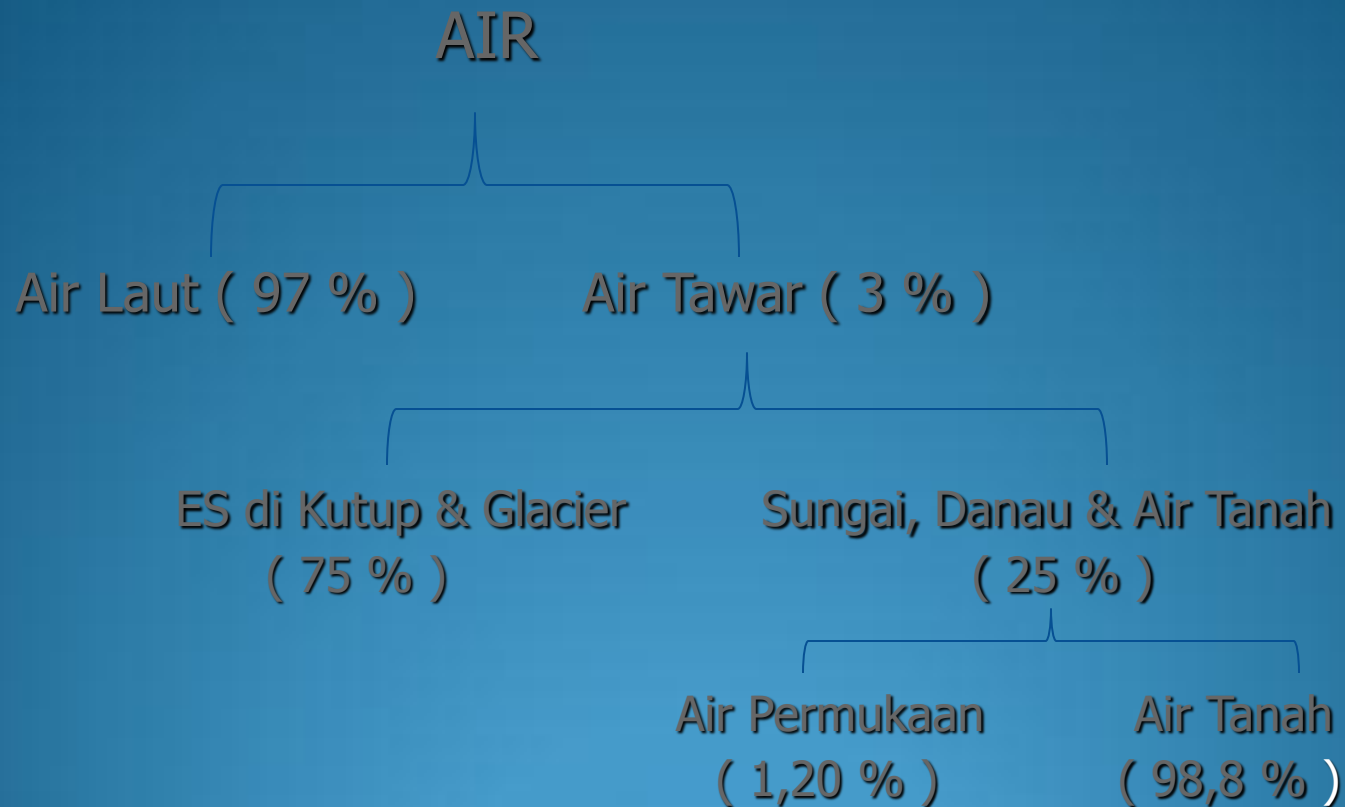 AIR
Air Laut ( 97 % )
Air Tawar ( 3 % )
ES di Kutup & Glacier
( 75 % )
Sungai, Danau & Air Tanah
( 25 % )
Air Permukaan
( 1,20 % )
Air Tanah
( 98,8 % )